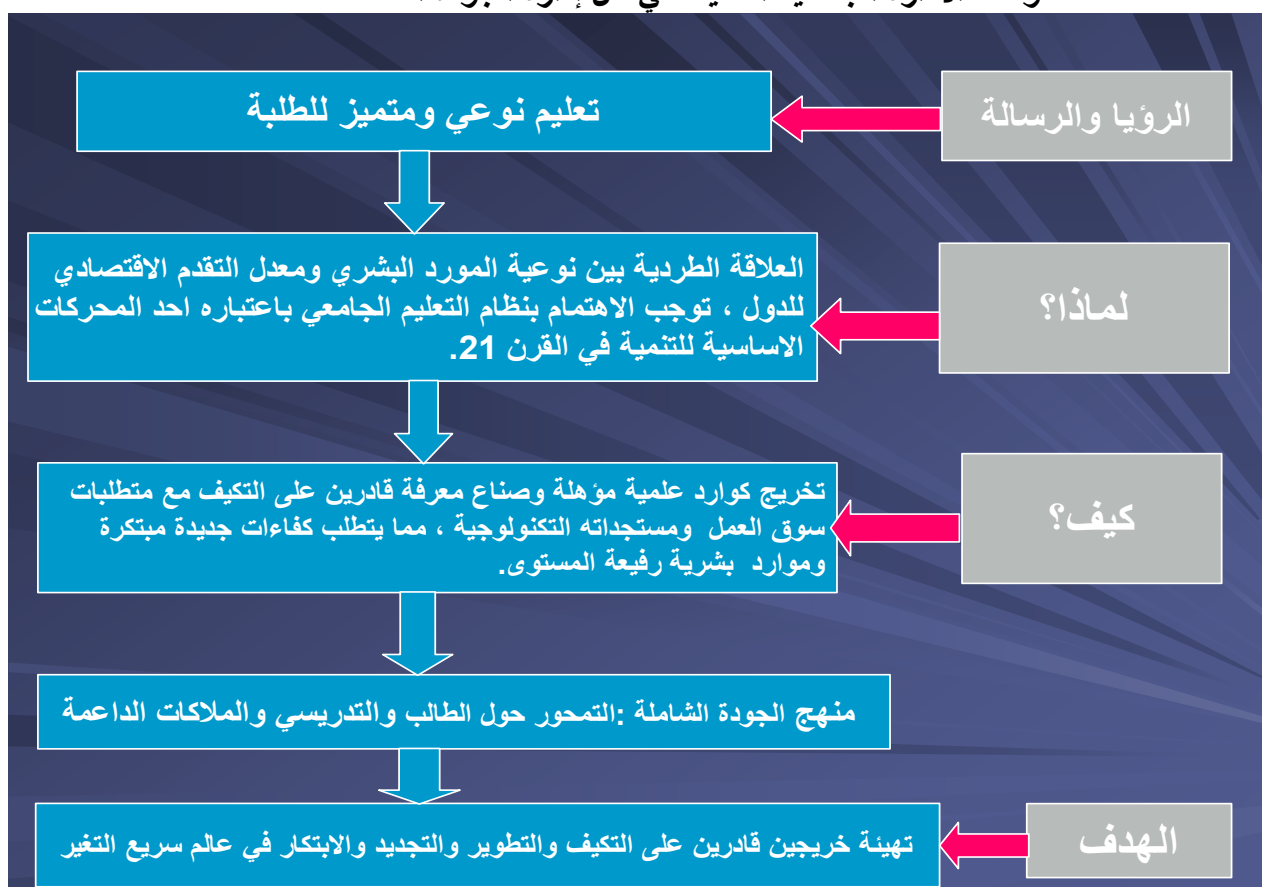 الرؤيا والرسالة
تعليم نوعي ومتميز للطلبة
لماذا؟
العلاقة الطردية بين نوعية المورد البشري ومعدل التقدم الاقتصادي
للدول ، توجب الاهتمام بنظام التعليم الجامعي باعتباره احد المحركات
الاساسية للتنمية في القرن 21.
كيف؟
تخريج كوارد علمية مؤهلة وصناع معرفة قادرين على التكيف مع متطلبات
سوق العمل ومستجداته التكنولوجية ، مما يتطلب كفاءات جديدة مبتكرة
وموارد بشرية رفيعة المستوى.
منهج الجودة الشاملة :التمحور حول الطالب والتدريسي والملاكات الداعمة
الهدف
تهيئة خريجين قادرين على التكيف والتطوير والتجديد والابتكار في عالم سريع التغير